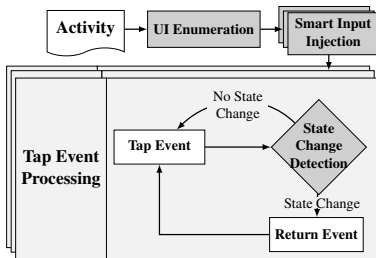 Activity
UI Enumeration
Smart Input
Injection
No State
Change
Tap Event
Processing
Tap Event
State
Change
Detection
State Change
Return Event